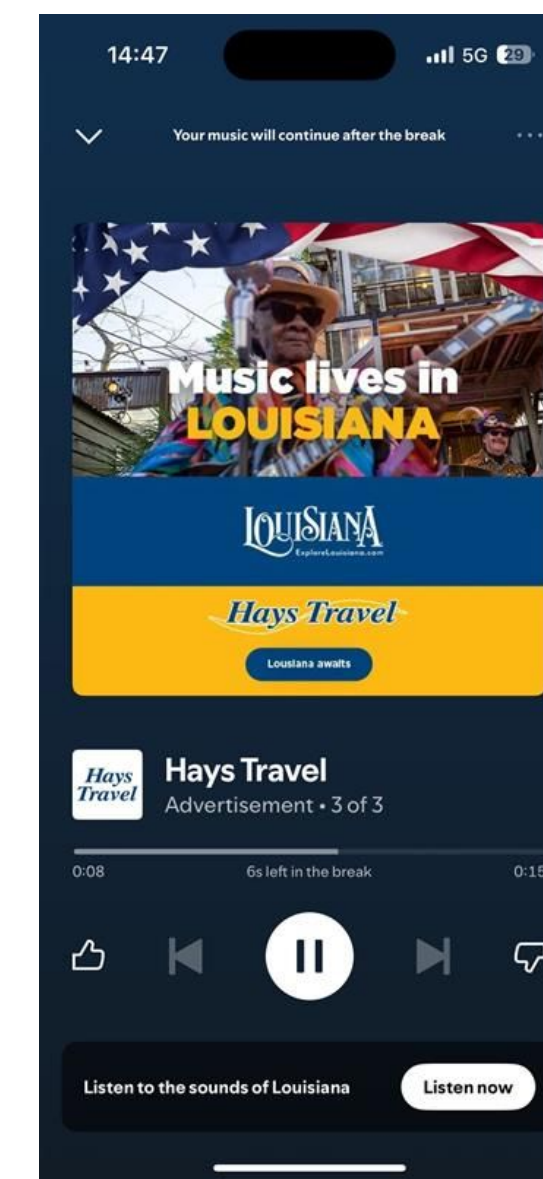 14:47
5G 29
Your music will continue after the break
Music lives in
LOUISIANA
LOUISIANA
ExploreLouisiana.com
Hays Travel
Lousiana awaits
Hays
Travel
Hays Travel
Advertisement • 3 of 3
0:08 6s left in the break 0:15
Listen to the sounds of Louisiana Listen now